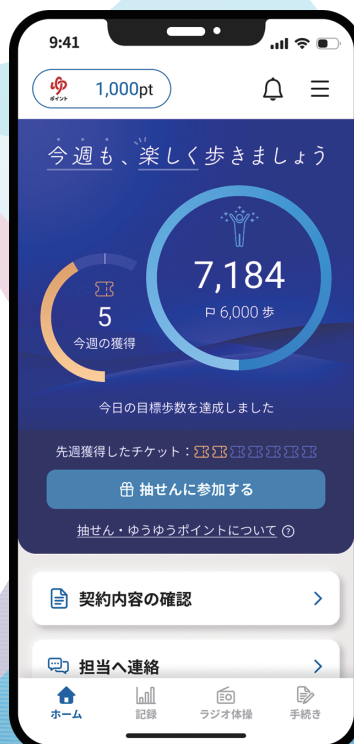 9:41
ゆ
ポイント
1,000pt
今週も、楽しく歩きましょう
7,184
6,000 歩
5
今週の獲得
今日の目標歩数を達成しました
先週獲得したチケット：
抽せんに参加する
抽せん・ゆうゆうポイントについて ?
契約内容の確認
担当へ連絡
ホーム
記録
ラジオ体操
手続き